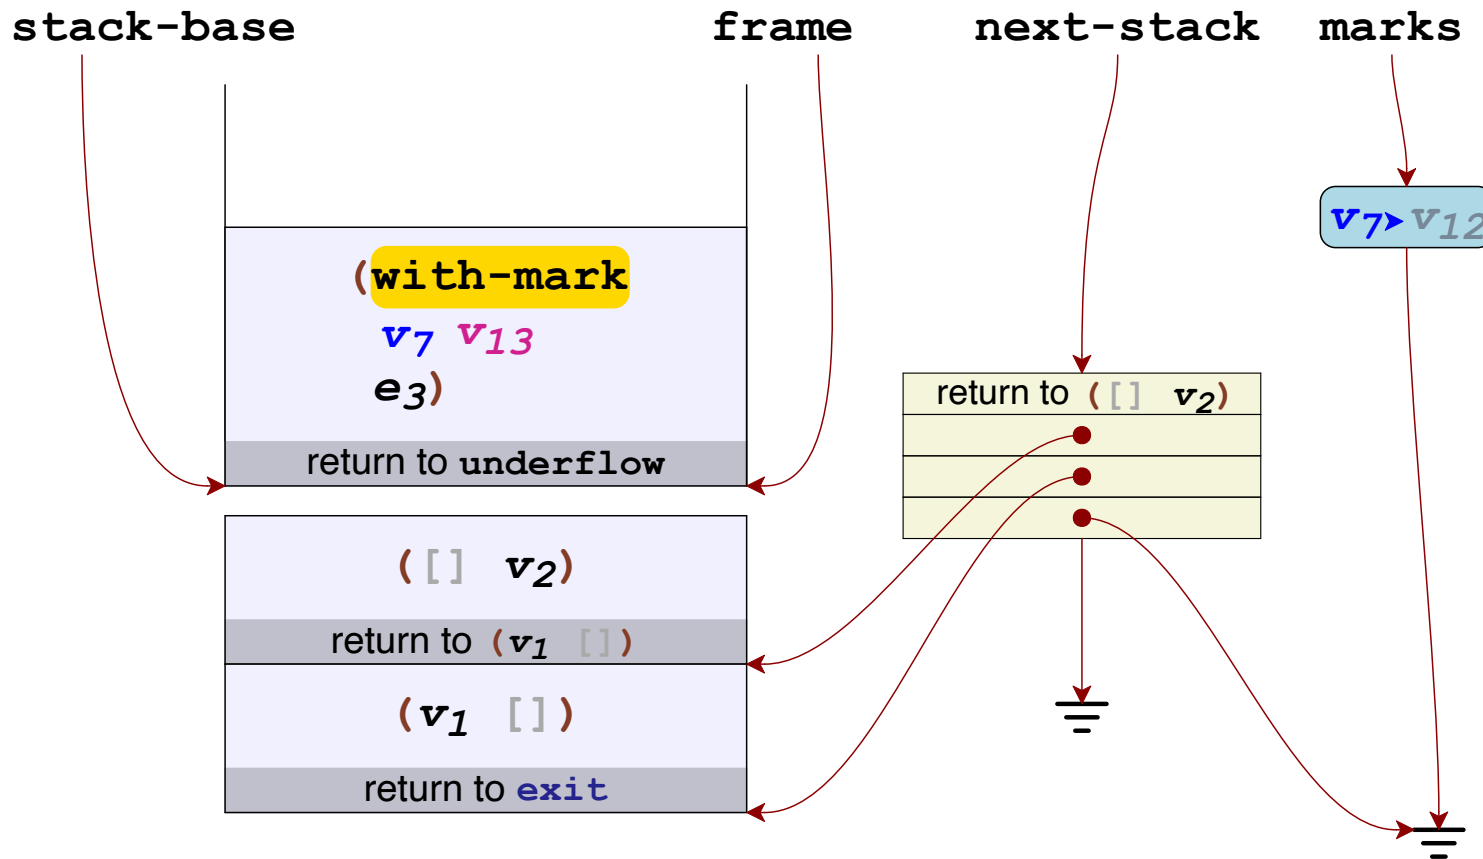 stack-base frame next-stack marks
v7➤ v12
(with-mark
v7 v13
e3)
return to underflow
return to ([] v2)
([] v2)
return to (v1 [])
(v1 [])
return to exit